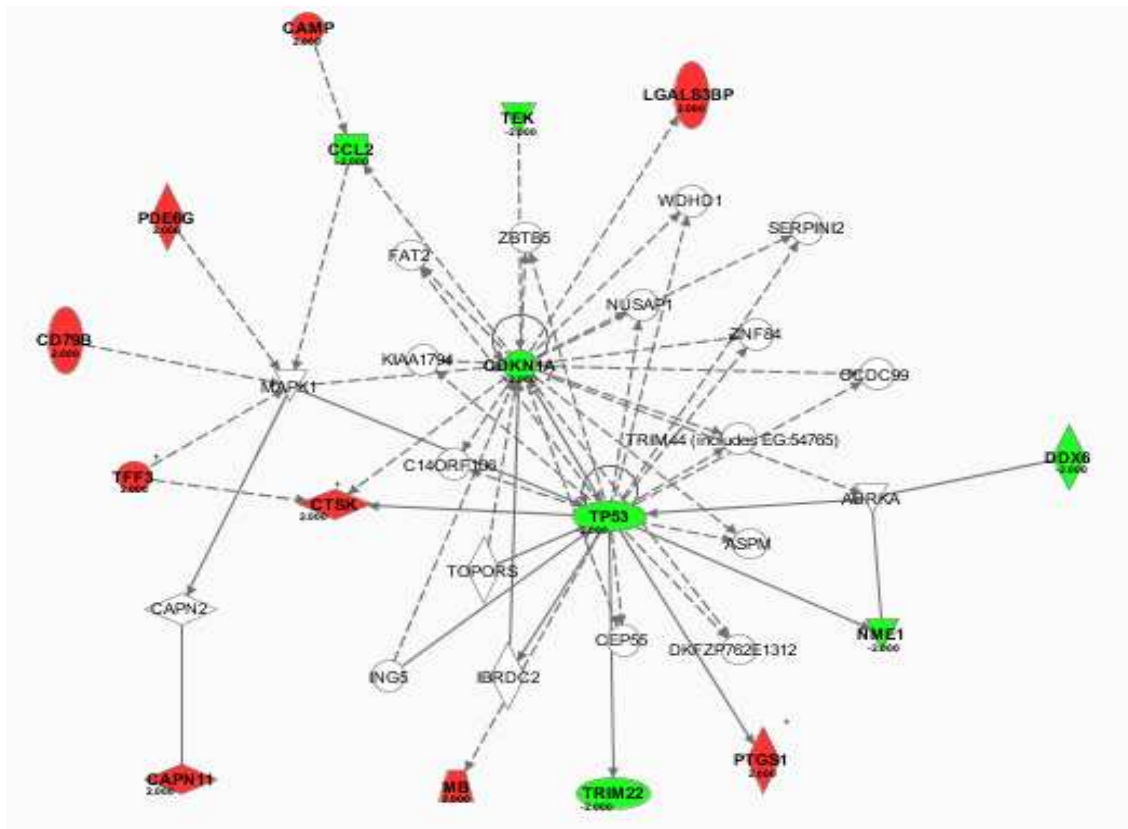 CAMP
2.000
LGALS3BP
2.000
TEK
-2.000
CCL2
-2.000
WDHD1
PDE6G
2.000
SERPINI2
ZBTB5
FAT2
NUSAP1
ZNF84
CD79B
2.000
KIAA1794
CDKN1A
MAPK1
CCDC99
TRIM44 (includes EG:54765)
DDX6
-2.000
C14ORF106
TFF3
2.000
CTSK
2.000
AURKA
TP53
-2.000
ASPM
TOPORS
CAPN2
NME1
-2.000
CEP55
DKFZP762E1312
ING5
IBRDC2
PTGS1
2.000
CAPN11
2.000
MB
2.000
TRIM22
-2.000